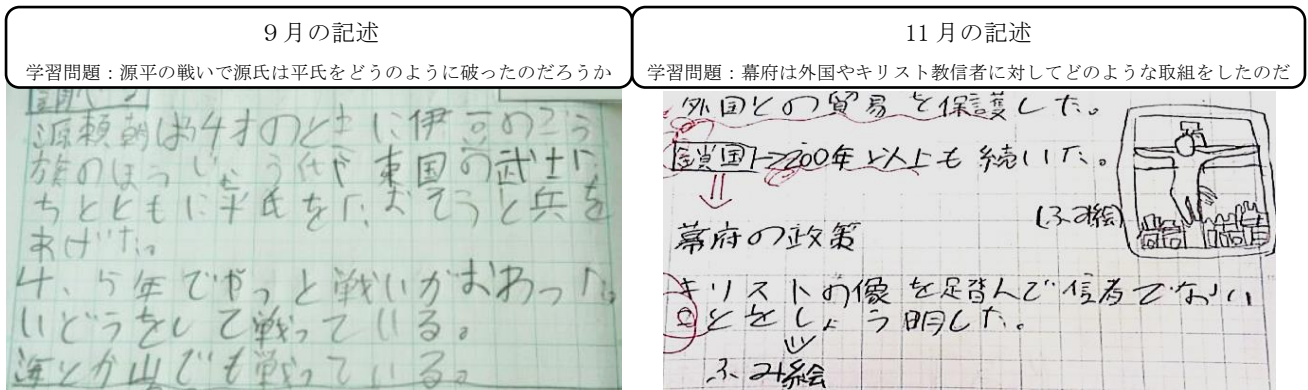 9月の記述
学習問題：源平の戦いで源氏は平氏をどうのように破ったのだろうか
源頼朝は4才のときに伊豆のごう
族のほうじょう氏や東国の武士た
ちとともに平氏をたおそうと兵を
あげた。
4、5年でやっと戦いがおわった。
いどうをして戦っている。
海とか山でも戦っている。
11月の記述
学習問題：幕府は外国やキリスト教信者に対してどのような取組をしたのだ
外国との貿易を保護した。
鎖国→200年以上も続いた。
(ふみ絵)
幕府の政策
キリストの像を足踏んで信者でない
ことをしょう明した。
ふみ絵